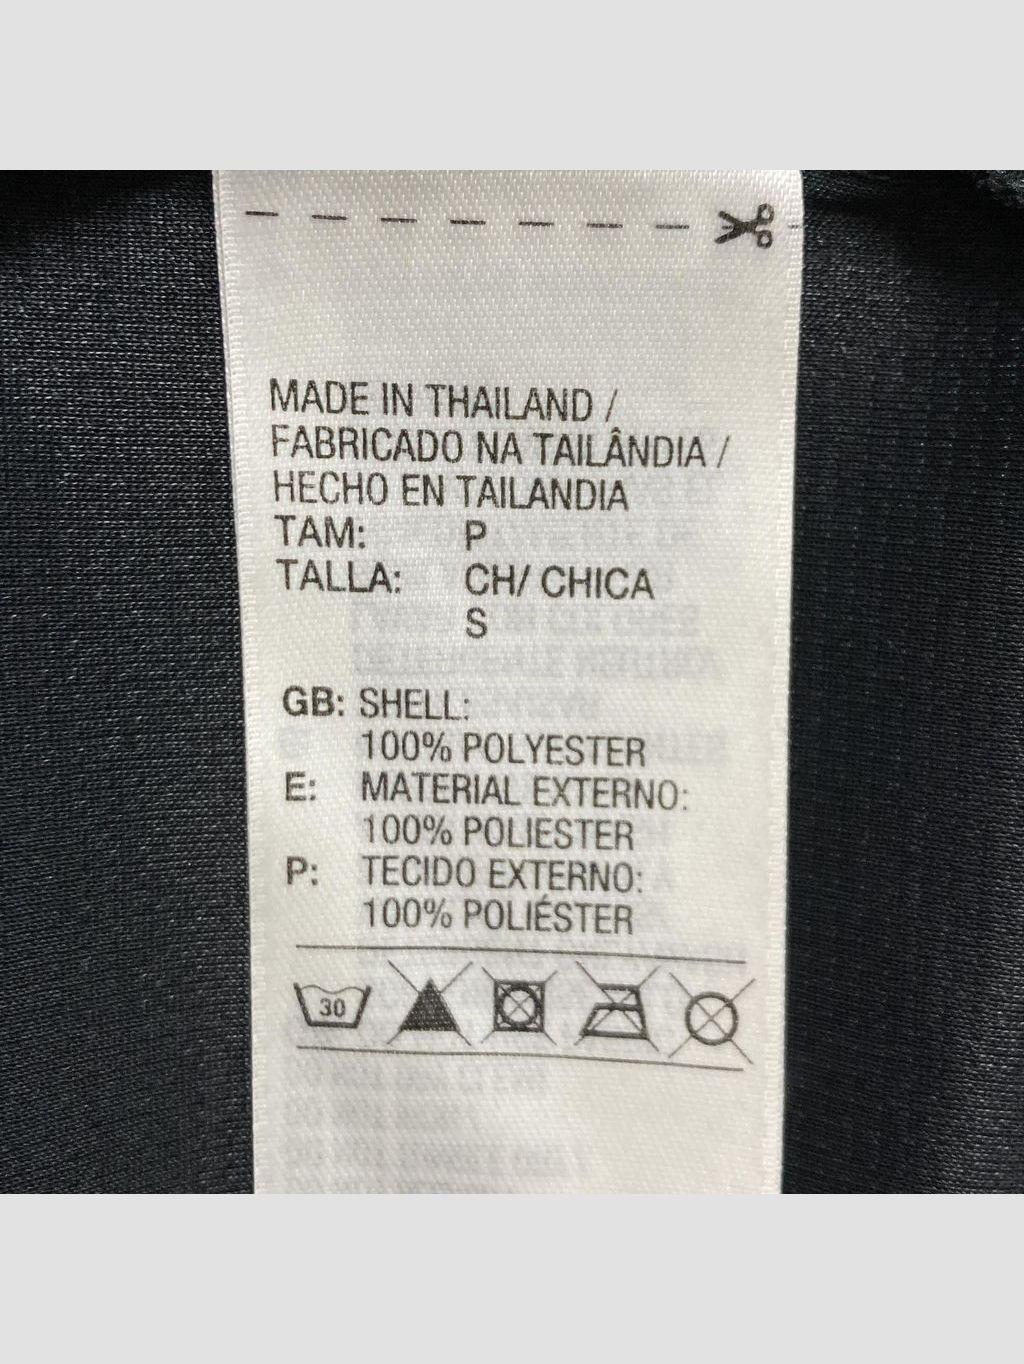 MADE IN THAILAND /
FABRICADO NA TAILÂNDIA /
HECHO EN TAILANDIA
TAM: P
TALLA: CH/ CHICA
S
GB: SHELL:
100% POLYESTER
E: MATERIAL EXTERNO:
100% POLIESTER
P: TECIDO EXTERNO:
100% POLIÉSTER
30